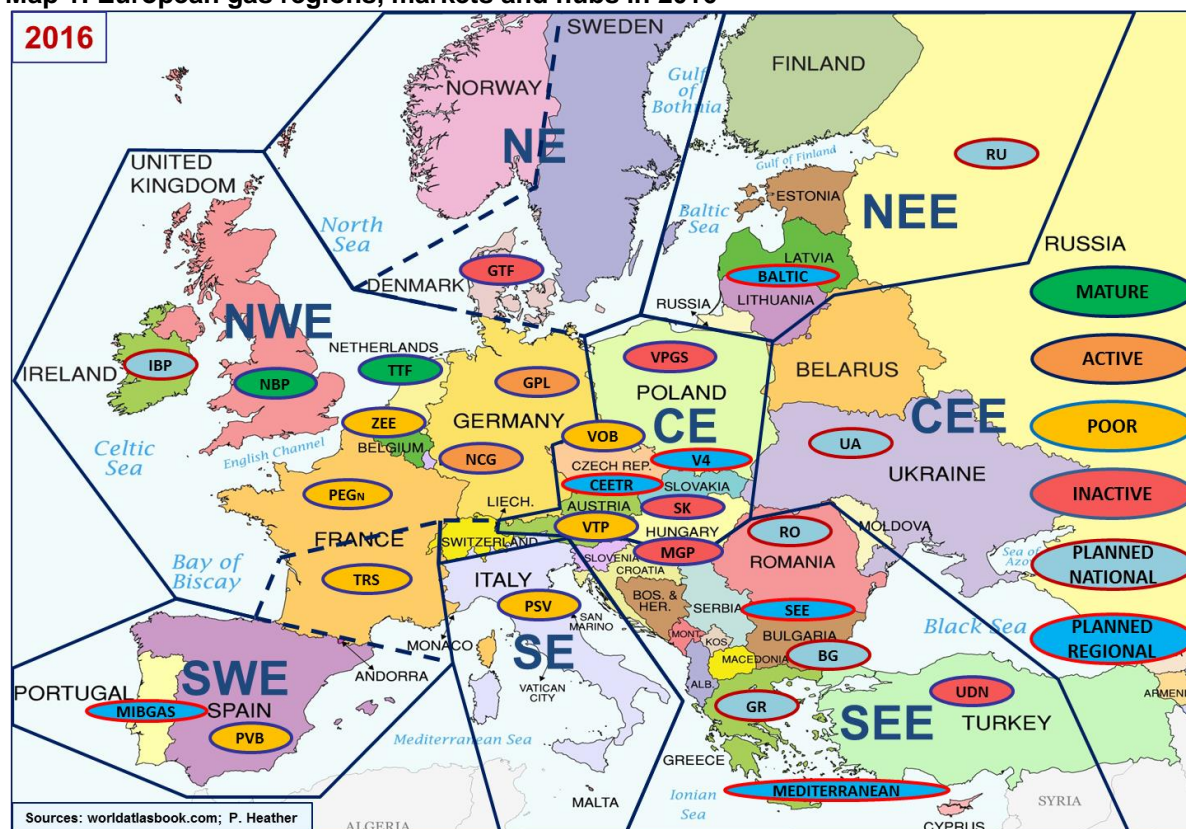 Map 1: European gas regions, markets and hubs in 2016
2016
SWEDEN
NORWAY
FINLAND
Gulf
of
Bothnia
NE
RU
Gulf of Finland
UNITED
KINGDOM
ESTONIA
NEE
Baltic
Sea
North
Sea
RUSSIA
LATVIA
GTF
BALTIC
DENMARK
MATURE
RUSSIA
LITHUANIA
NWE
NETHERLANDS
VPGS
ACTIVE
IBP
TTF
BELARUS
IRELAND
NBP
GPL
POLAND
CEE
ZEE
GERMANY
CE
POOR
VOB
UA
English Channel
BELGIUM
NCG
CZECH REP.
V4
Celtic
Sea
UKRAINE
CEETR
SLOVAKIA
PEGN
LIECH.
AUSTRIA
SK
INACTIVE
VTP
HUNGARY
MOLDOVA
FRANCE
SWITZERLAND
RO
MGP
SLOVENIA
CROATIA
Sea of
Azov
PLANNED
NATIONAL
Bay of
Biscay
ROMANIA
TRS
ITALY
BOS. &
HER.
PSV
SERBIA
SEE
SAN
MARINO
Black Sea
PLANNED
REGIONAL
MONACO
MONT.
KOS.
BULGARIA
SE
MACEDONIA
BG
SWE
ANDORRA
ALB.
VATICAN
CITY
UDN
ARMENI
PORTUGAL
MIBGAS
SPAIN
GR
SEE
TURKEY
PVB
Mediterranean Sea
GREECE
MEDITERRANEAN
Ionian
Sea
MALTA
SYRIA
Sources: worldatlasbook.com; P. Heather
ALGERIA
CYPRUS